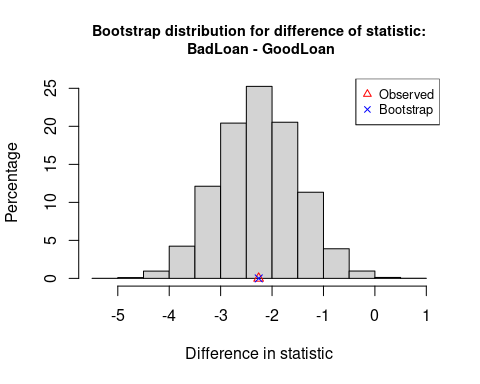 Bootstrap distribution for difference of statistic:
BadLoan - GoodLoan
Observed
Bootstrap
Percentage
25
20
15
10
5
0
-5 -4 -3 -2 -1 0 1
Difference in statistic